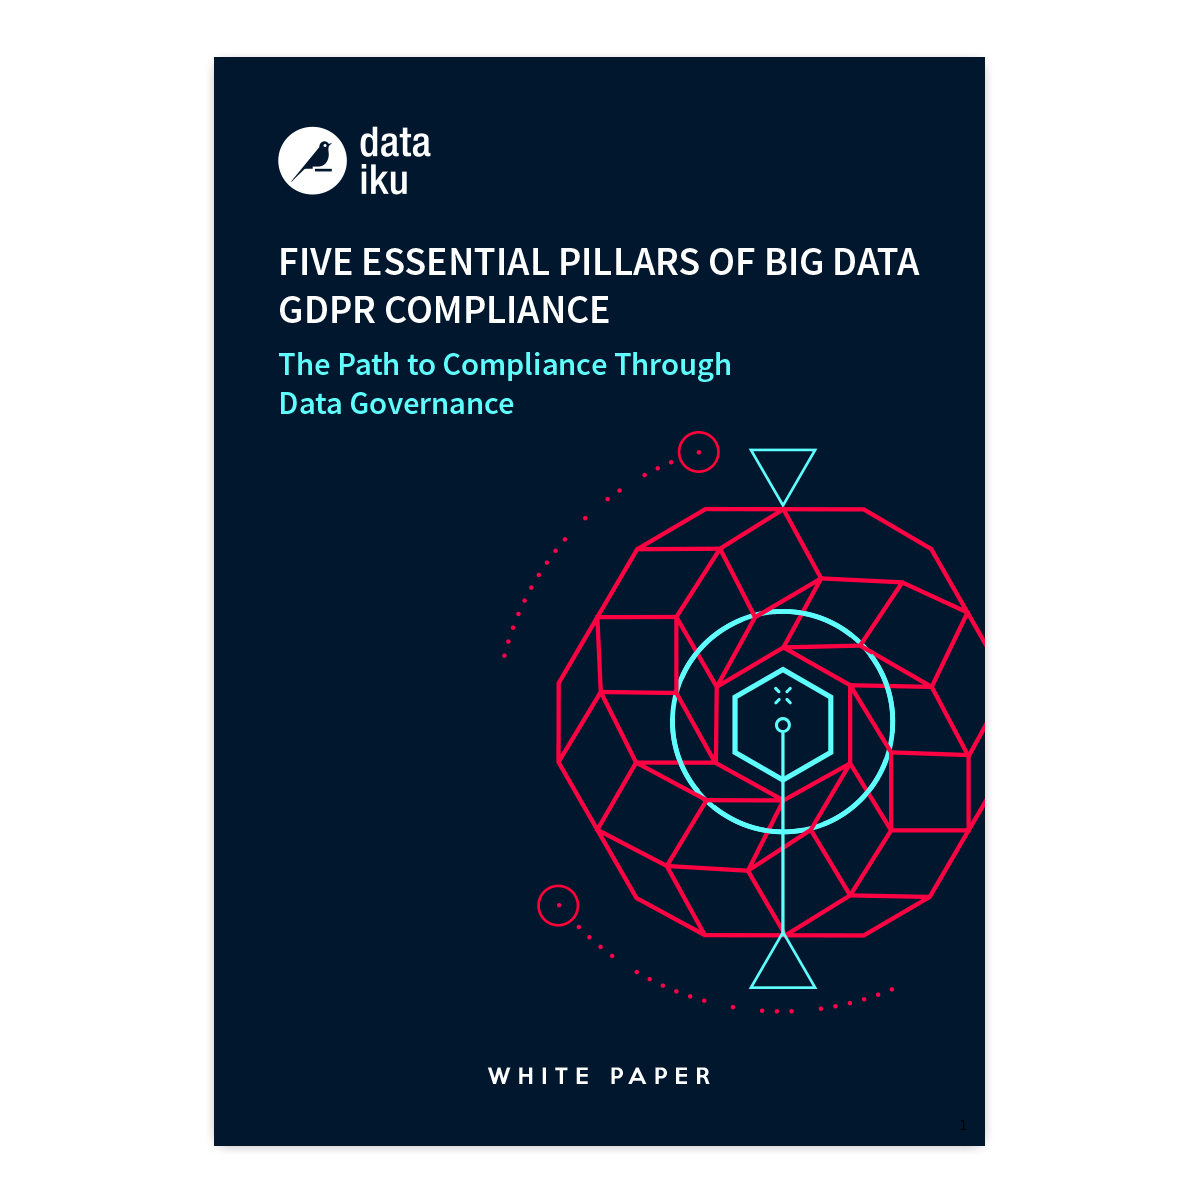 data
iku
FIVE ESSENTIAL PILLARS OF BIG DATA
GDPR COMPLIANCE
The Path to Compliance Through
Data Governance
WHITE PAPER
1